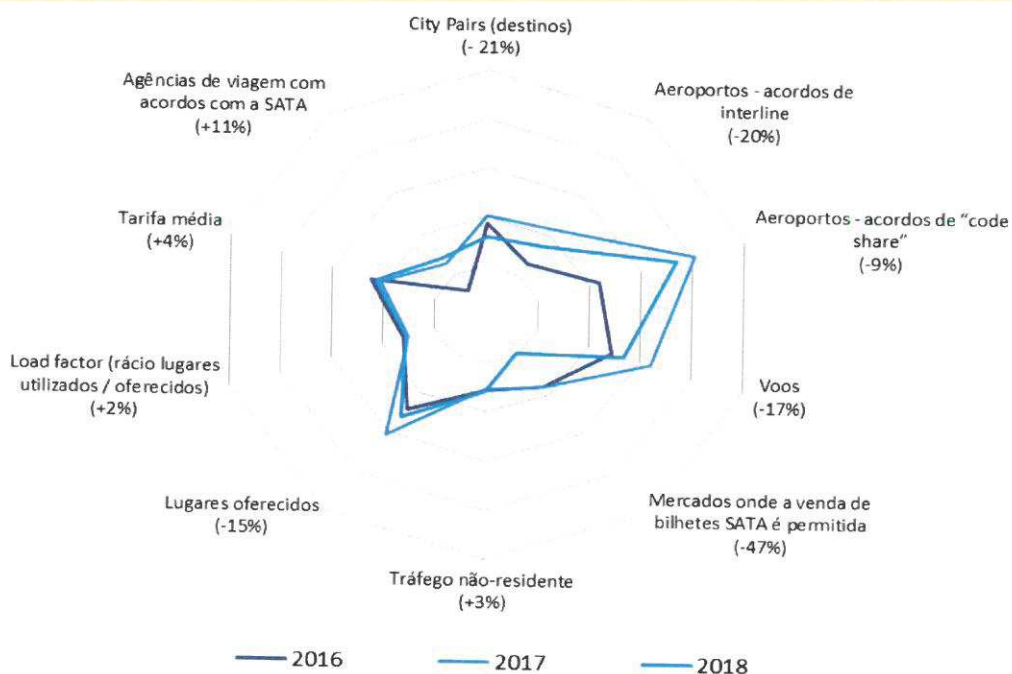 City Pairs (destinos)
(- 21%)
Agências de viagem com
acordos com a SATA
(+11%)
Aeroportos - acordos de
interline
(-20%)
Tarifa média
(+4%)
Aeroportos - acordos de “code
share”
(-9%)
Load factor (rácio lugares
utilizados / oferecidos)
(+2%)
Voos
(-17%)
Lugares oferecidos
(-15%)
Mercados onde a venda de
bilhetes SATA é permitida
(-47%)
Tráfego não-residente
(+3%)
2016
2017
2018